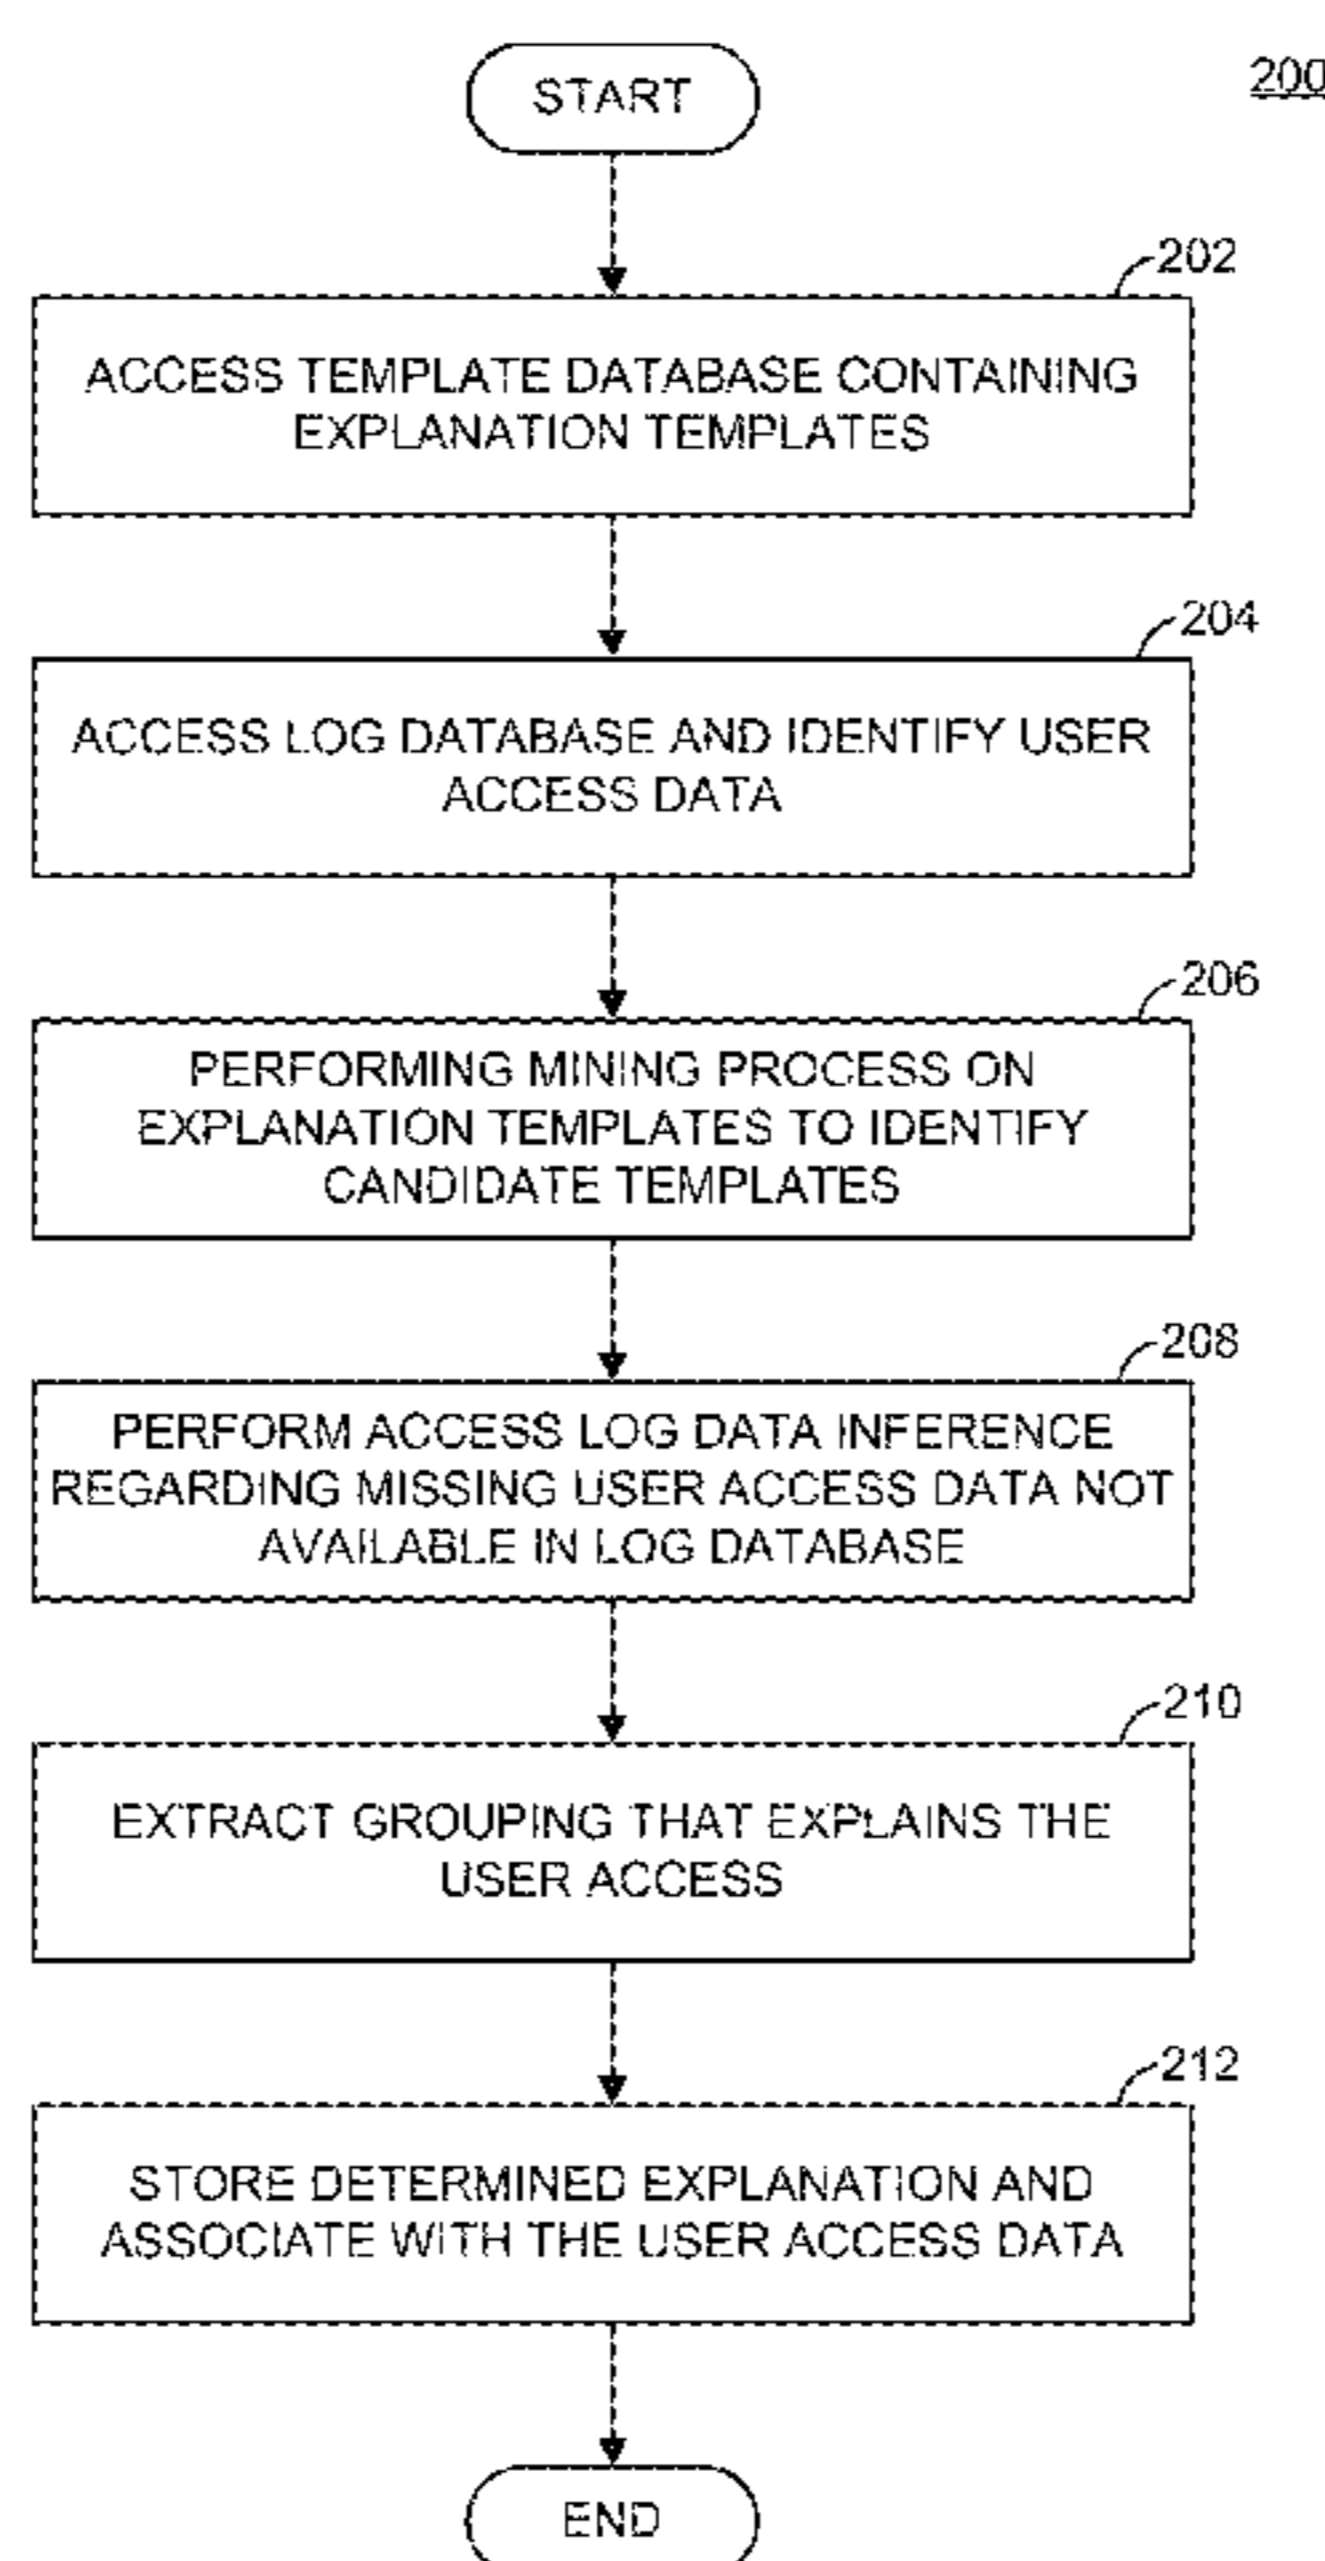 START
200
202
ACCESS TEMPLATE DATABASE CONTAINING
EXPLANATION TEMPLATES
204
ACCESS LOG DATABASE AND IDENTIFY USER
ACCESS DATA
206
PERFORMING MINING PROCESS ON
EXPLANATION TEMPLATES TO IDENTIFY
CANDIDATE TEMPLATES
208
PERFORM ACCESS LOG DATA INFERENCE
REGARDING MISSING USER ACCESS DATA NOT
AVAILABLE IN LOG DATABASE
210
EXTRACT GROUPING THAT EXPLAINS THE
USER ACCESS
212
STORE DETERMINED EXPLANATION AND
ASSOCIATE WITH THE USER ACCESS DATA
END